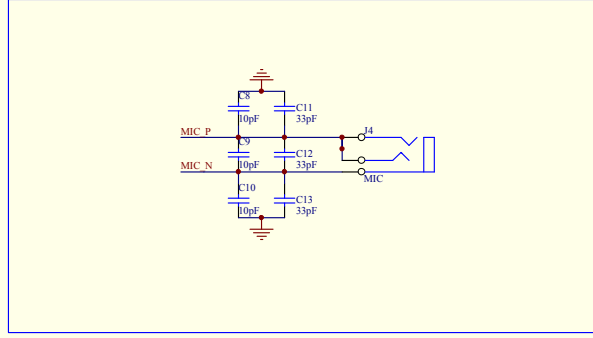 C8
C11
10pF
33pF
MIC_P
J4
C9
C12
10pF
33pF
MIC_N
MIC
C10
C13
10pF
33pF